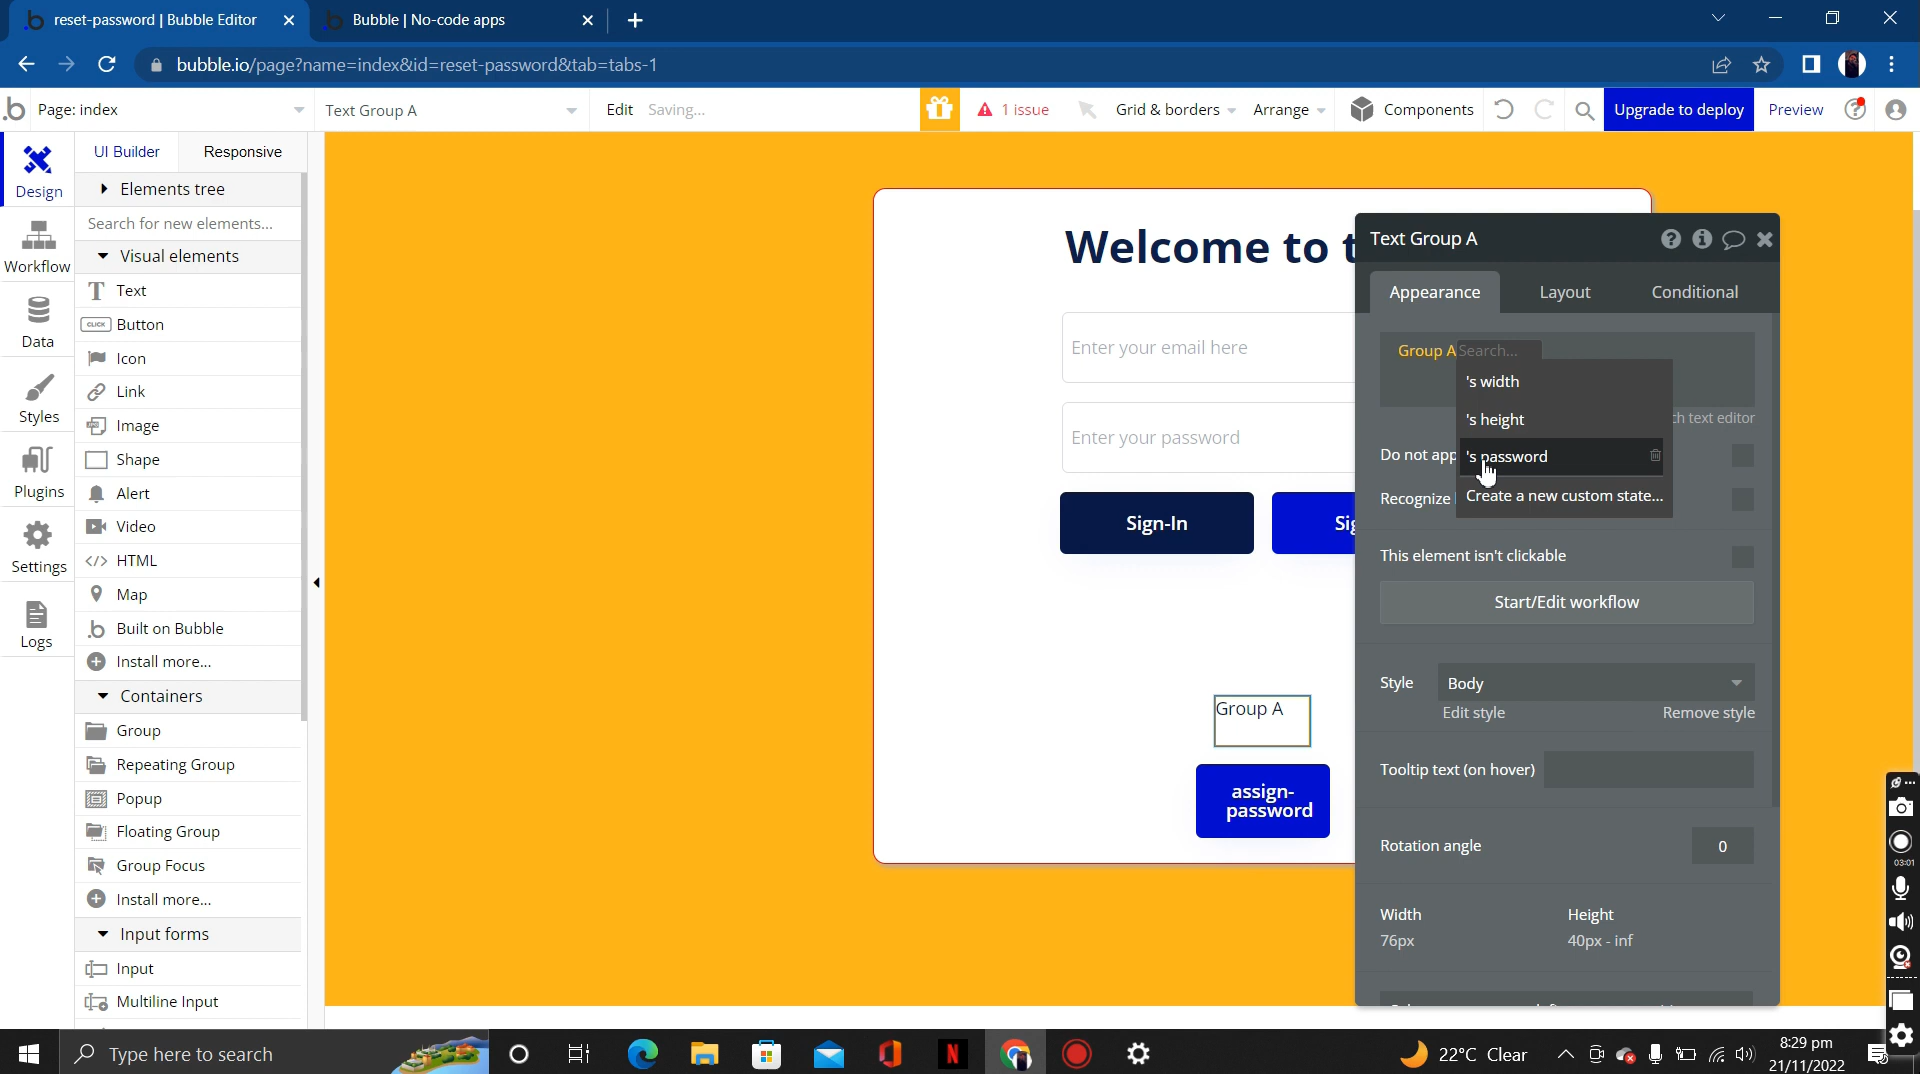 reset-password | Bubble Editor
Bubble | No-code apps
bubble.io/page?name=index&id=reset-password&tab=tabs-1
Page: index
Text Group A
Edit
Saving...
1 issue
Grid & borders
Arrange
Components
Upgrade to deploy
Preview
Design
Workflow
Data
Styles
Plugins
Settings
Logs
UI Builder
Responsive
Elements tree
Search for new elements...
Visual elements
Text
CLICK
Button
Icon
Link
Image
Shape
Alert
Video
HTML
Map
Built on Bubble
Install more...
Containers
Group
Repeating Group
Popup
Floating Group
Group Focus
Install more...
Input forms
Input
Multiline Input
Welcome to t
Enter your email here
Enter your password
Sign-In
Sig
Group A
assign-
password
Text Group A
Appearance
Layout
Conditional
Group A
Search...
's width
's height
's password
Create a new custom state...
ch text editor
Do not app
Recognize
This element isn't clickable
Start/Edit workflow
Style
Body
Edit style
Remove style
Tooltip text (on hover)
Rotation angle
0
Width
Height
76px
40px - inf
03:01
Type here to search
22°C Clear
8:29 pm
21/11/2022